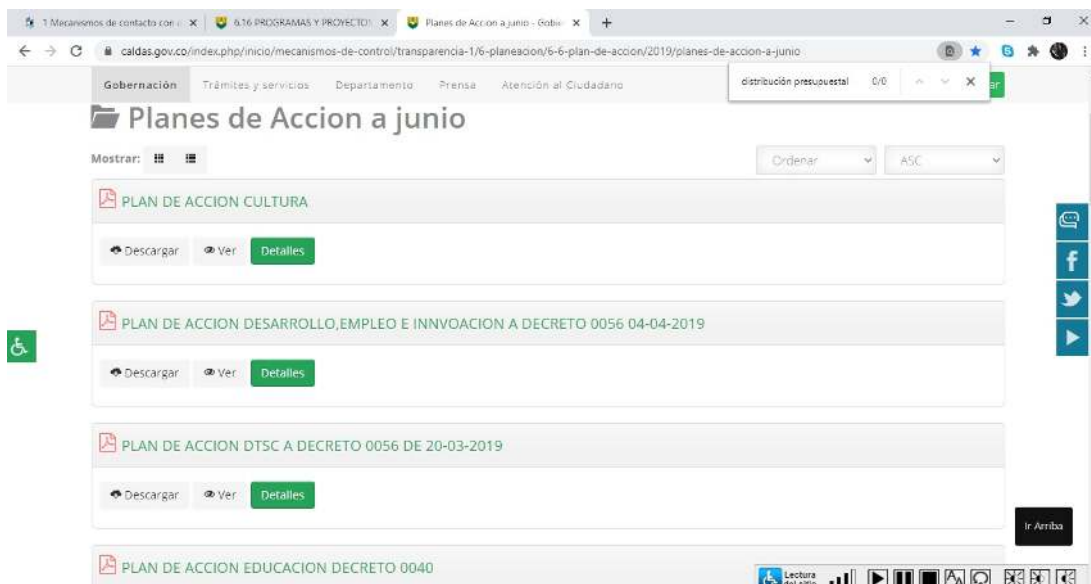 1 Mecanismos de contacto con
6.16 PROGRAMAS Y PROYECTO
Planes de Accion a junio - Gobie
caldas.gov.co/index.php/inicio/mecanismos-de-control/transparencia-1/6-planeacion/6-6-plan-de-accion/2019/planes-de-accion-a-junio
distribución presupuestal 0/0
Gobernación Trámites y servicios Departamento Prensa Atención al Ciudadano ar
Planes de Accion a junio
Mostrar: Ordenar ASC
PLAN DE ACCION CULTURA
Descargar Ver Detalles
PLAN DE ACCION DESARROLLO,EMPLEO E INNVOACION A DECRETO 0056 04-04-2019
Descargar Ver Detalles
PLAN DE ACCION DTSC A DECRETO 0056 DE 20-03-2019
Descargar Ver Detalles
Ir Arriba
PLAN DE ACCION EDUCACION DECRETO 0040
Lectura
del sitio